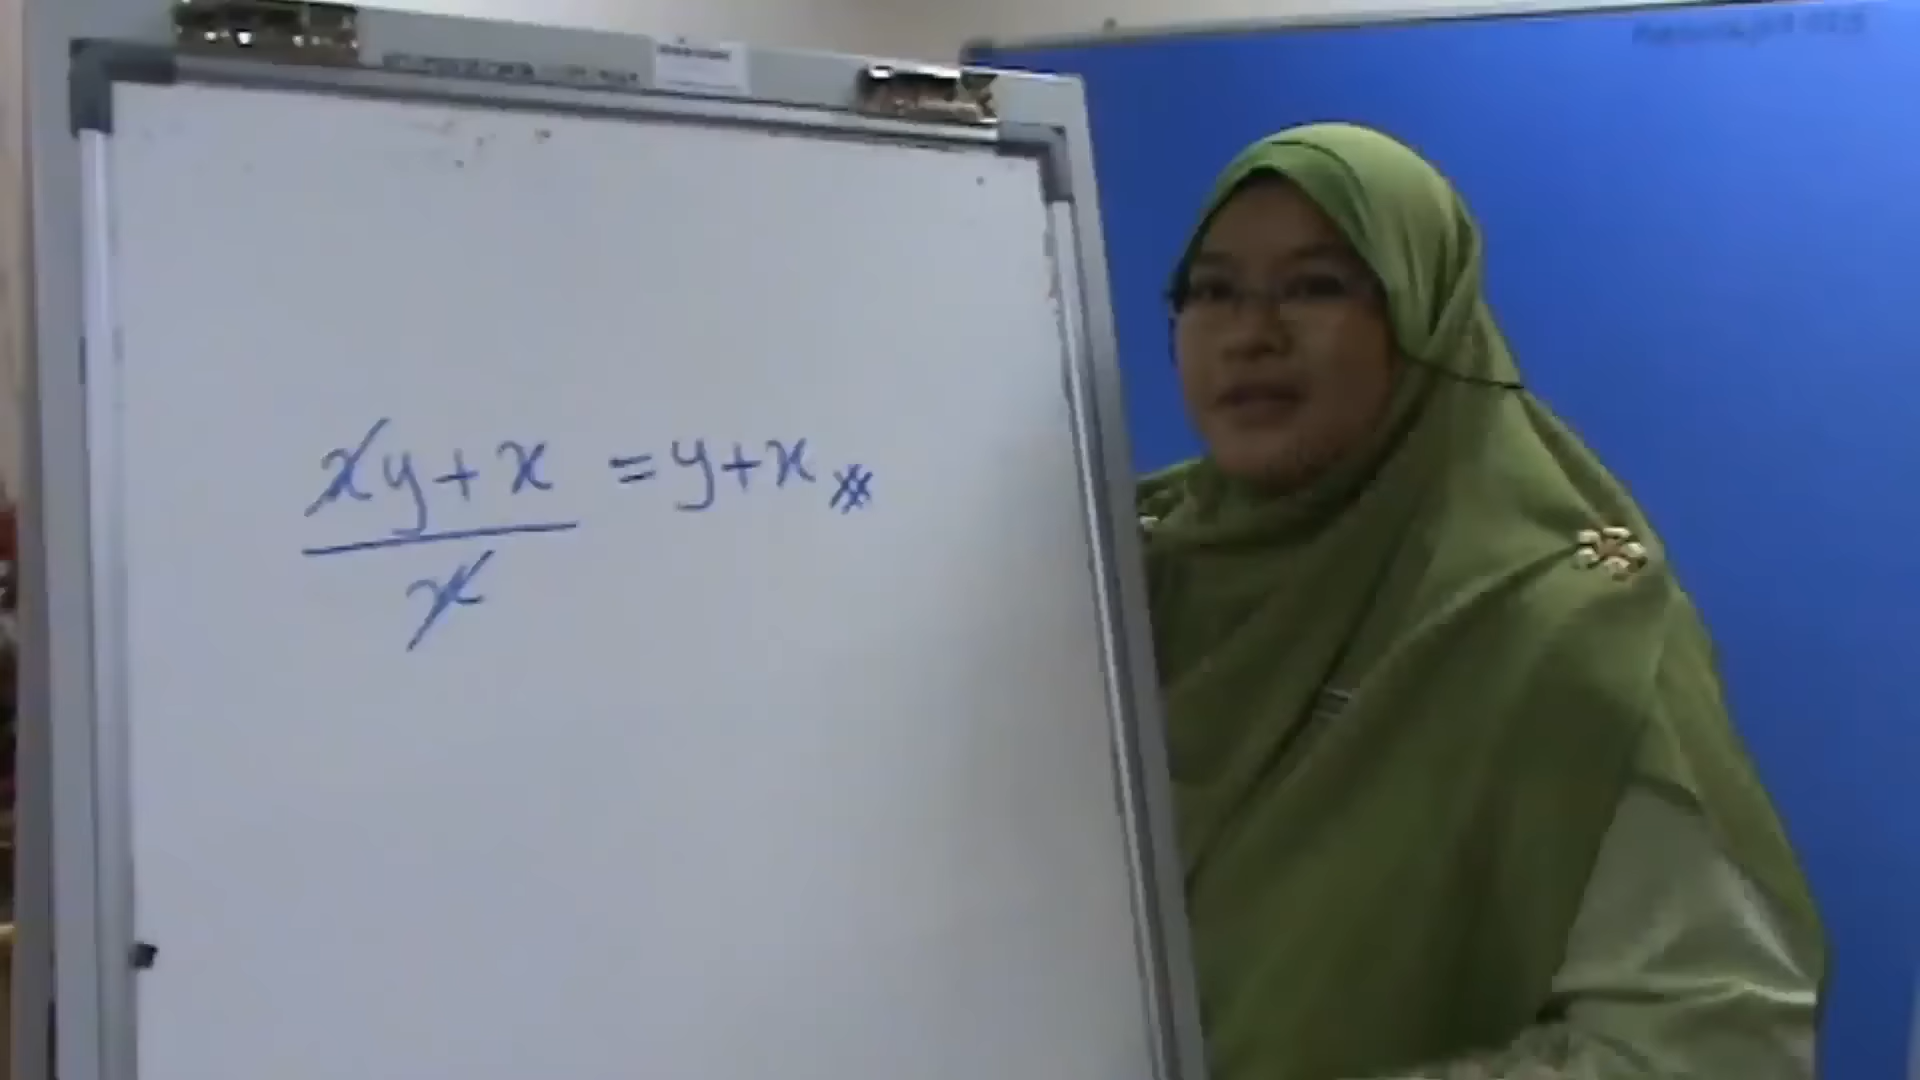 xy + x = y + x
x